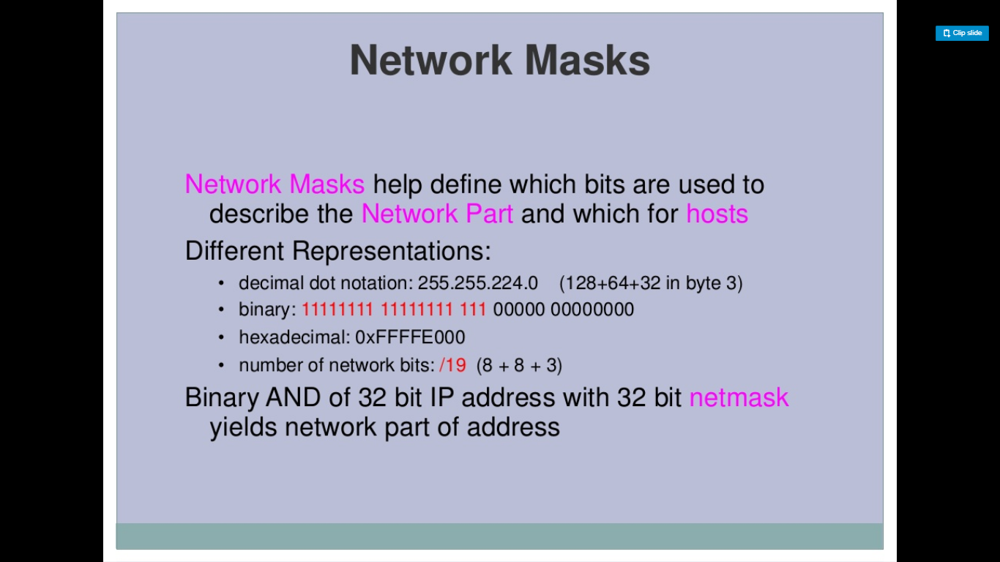 Clip slide
Network Masks
Network Masks help define which bits are used to
describe the Network Part and which for hosts
Different Representations:
• decimal dot notation: 255.255.224.0 (128+64+32 in byte 3)
• binary: 11111111 11111111 111 00000 00000000
• hexadecimal: 0xFFFFE000
• number of network bits: /19 (8 + 8 + 3)
Binary AND of 32 bit IP address with 32 bit netmask
yields network part of address